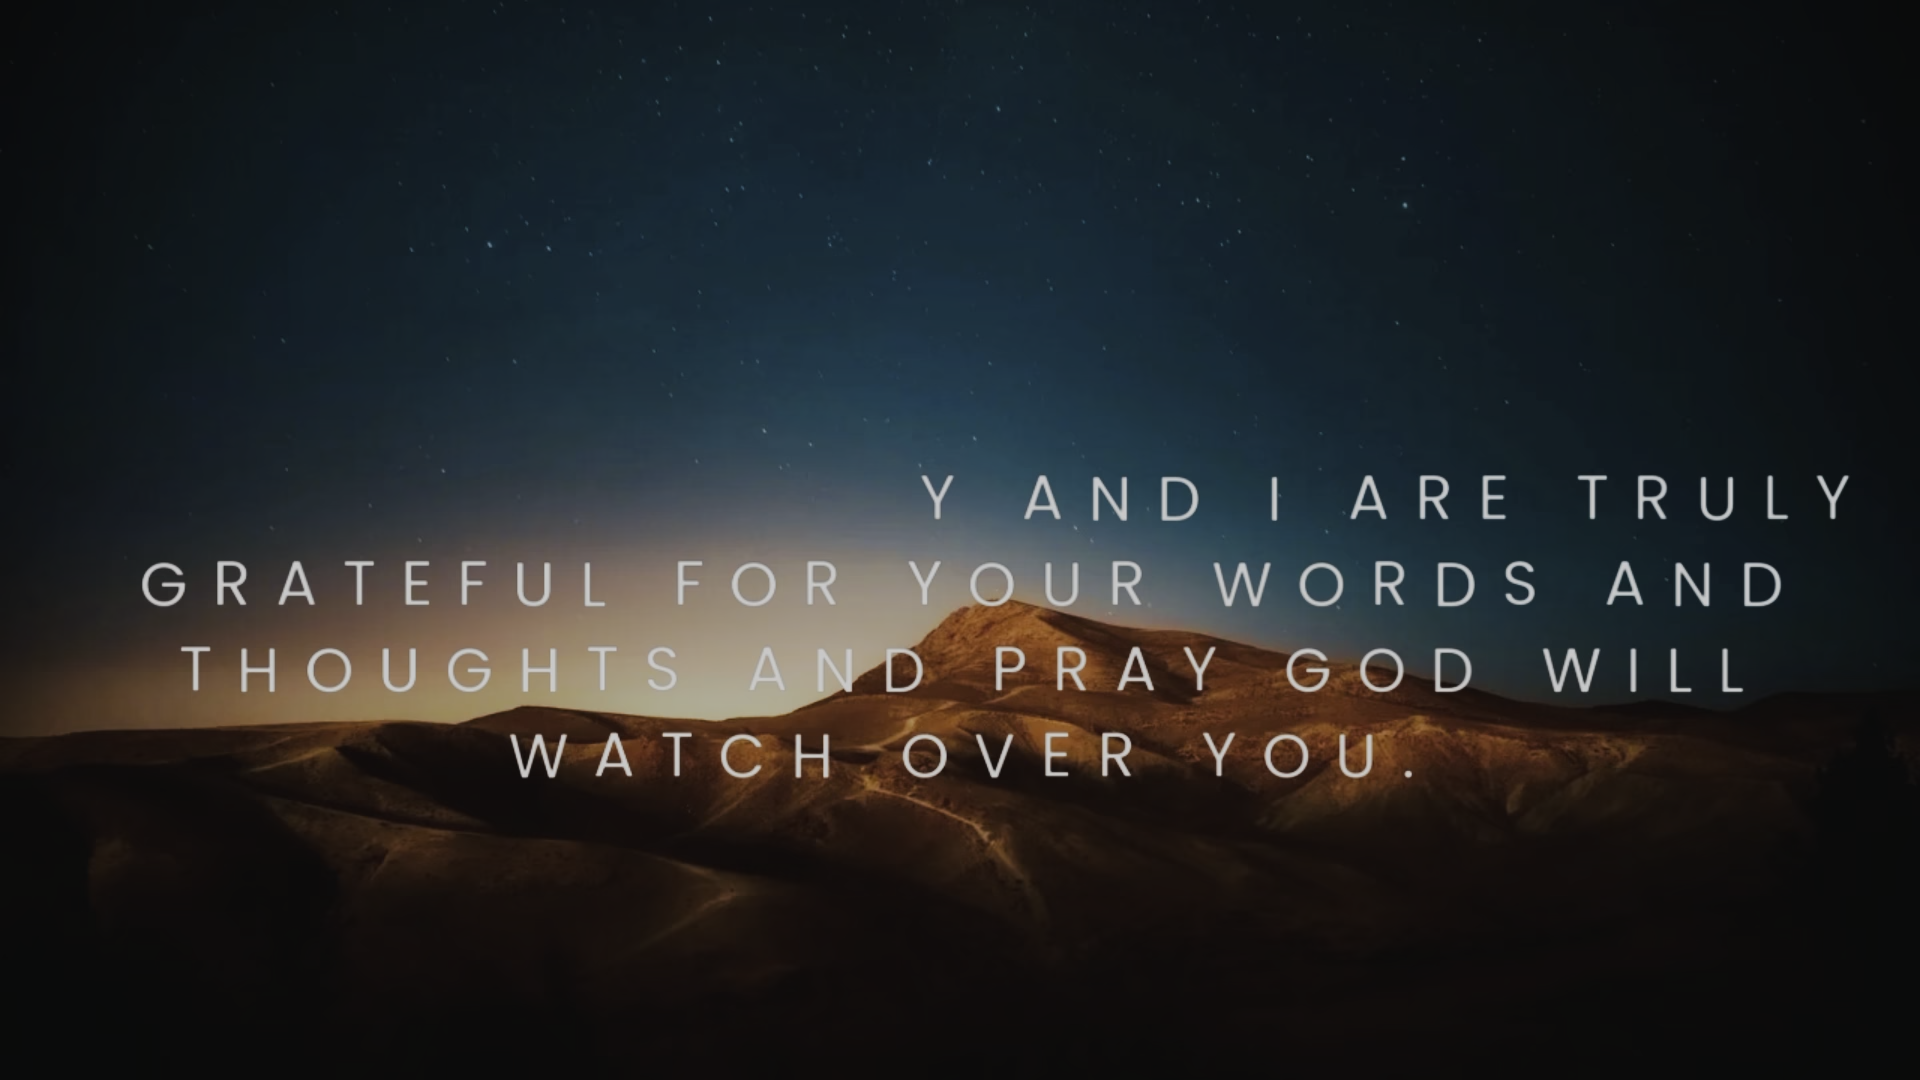 Y AND I ARE TRULY
GRATEFUL FOR YOUR WORDS AND
THOUGHTS AND PRAY GOD WILL
WATCH OVER YOU.